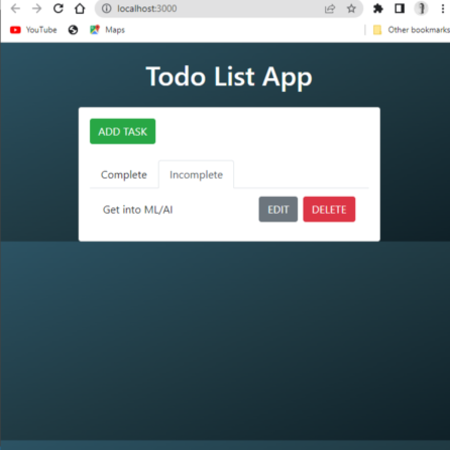 localhost:3000
YouTube Maps Other bookmarks
Todo List App
ADD TASK
Complete Incomplete
Get into ML/AI EDIT DELETE